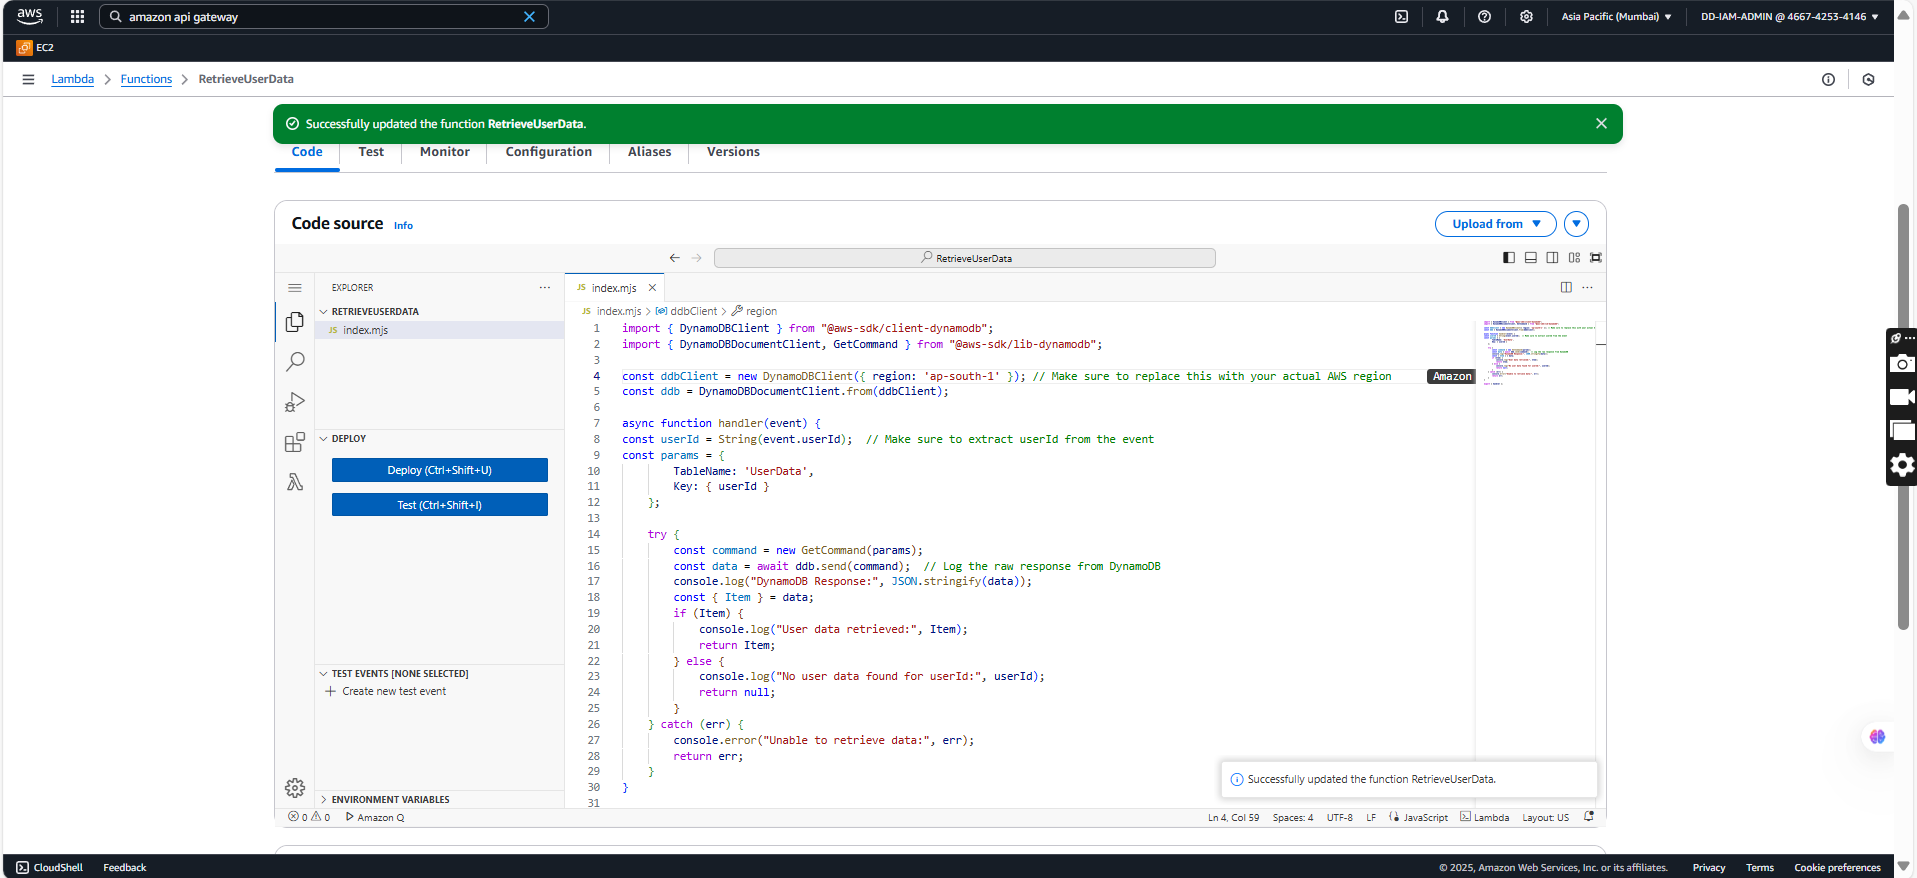 aws
amazon api gateway
Asia Pacific (Mumbai) ▼
DD-IAM-ADMIN @ 4667-4253-4146 ▼
EC2
Lambda > Functions > RetrieveUserData
Successfully updated the function RetrieveUserData.
Code Test Monitor Configuration Aliases Versions
Code source Info
Upload from ▼
RetrieveUserData
EXPLORER
JS index.mjs
RETRIEVEUSERDATA
JS index.mjs
DEPLOY
Deploy (Ctrl+Shift+U)
Test (Ctrl+Shift+I)
TEST EVENTS [NONE SELECTED]
+ Create new test event
ENVIRONMENT VARIABLES
JS index.mjs > ddbClient > region
1 import { DynamoDBClient } from "@aws-sdk/client-dynamodb";
2 import { DynamoDBDocumentClient, GetCommand } from "@aws-sdk/lib-dynamodb";
3
4 const ddbClient = new DynamoDBClient({ region: 'ap-south-1' }); // Make sure to replace this with your actual AWS region
Amazon
5 const ddb = DynamoDBDocumentClient.from(ddbClient);
6
7 async function handler(event) {
8 const userId = String(event.userId);  // Make sure to extract userId from the event
9 const params = {
10 TableName: 'UserData',
11 Key: { userId }
12 };
13
14 try {
15 const command = new GetCommand(params);
16 const data = await ddb.send(command);  // Log the raw response from DynamoDB
17 console.log("DynamoDB Response:", JSON.stringify(data));
18 const { Item } = data;
19 if (Item) {
20 console.log("User data retrieved:", Item);
21 return Item;
22 } else {
23 console.log("No user data found for userId:", userId);
24 return null;
25 }
26 } catch (err) {
27 console.error("Unable to retrieve data:", err);
28 return err;
29 }
30 }
31
Successfully updated the function RetrieveUserData.
0 0 Amazon Q
Ln 4, Col 59 Spaces: 4 UTF-8 LF JavaScript Lambda Layout: US
CloudShell Feedback
© 2025, Amazon Web Services, Inc. or its affiliates. Privacy Terms Cookie preferences